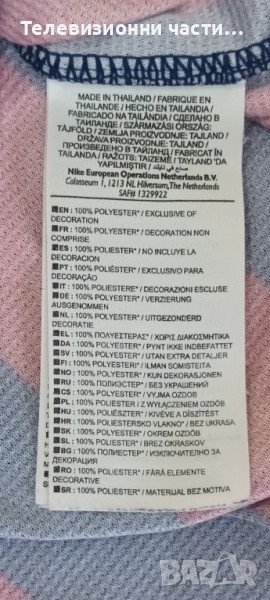 Телевизионни части...
MADE IN THAILAND / FABRIQUE EN
THAILANDE / HECHO EN TAILANDIA /
FABRICADO NA TAILÂNDIA / СДЕЛАНО В
ТАИЛАНДЕ / SZÁRMAZÁSI ORSZÁG:
TÁJFÖLD / ZEMLJA PROIZVODNJE: TAJLAND /
DRŽAVA PROIZVODNJE: TAJLAND /
ПРОИЗВЕДЕНО В ТАЙЛАНД / FABRICAT ÎN
TAILANDA / RAŽOTS: TAIZEMĒ / TAYLAND 'DA
YAPILMIŞTIR / صنع في تايلاند
Nike European Operations Netherlands B.V.
Colosseum 1, 1213 NL Hilversum,The Netherlands
SAF# 1329922
EN : 100% POLYESTER* / EXCLUSIVE OF
DECORATION
FR : 100% POLYESTER* / DECORATION NON
COMPRISE
ES : 100% POLIÉSTER* / NO INCLUYE LA
DECORACION
PT : 100% POLIÉSTER* / EXCLUSIVO PARA
DECORAÇÃO
IT : 100% POLIESTERE* / DECORAZIONI ESCLUSE
DE : 100% POLYESTER* / VERZIERUNG
AUSGENOMMEN
NL : 100% POLYESTER* / UITGEZONDERD
DECORATIE
EL : 100% ΠΟΛΥΕΣΤΕΡΑΣ* / ΧΩΡΙΣ ΔΙΑΚΟΣΜΗΤΙΚΑ
DA : 100% POLYESTER* / PYNT IKKE INDBEFATTET
SV : 100% POLYESTER* / UTAN EXTRA DETALJER
FI : 100% POLYESTERI* / ILMAN SOMISTEITA
NO : 100% POLYESTER* / KUN DEKORASJONEN
RU : 100% ПОЛИЭСТЕР* / БЕЗ УКРАШЕНИЙ
CS : 100% POLYESTER* / VYJMA OZDOB
PL : 100% POLIESTER* / Z WYŁĄCZENIEM OZDÓB
HU : 100% POLIÉSZTER* / KIVÉVE A DÍSZÍTÉST
HR : 100% POLIESTERSKO VLAKNO* / BEZ UKRASA
SK : 100% POLYESTER* / OKREM OZDÔB
SL : 100% POLIESTER* / BREZ OKRASKOV
BG : 100% ПОЛИЕСТЕР* / ИЗКЛЮЧИТЕЛНО ЗА
ДЕКОРАЦИЯ
RO : 100% POLIESTER* / FĂRĂ ELEMENTE
DECORATIVE
SR : 100% POLIESTAR* / MATERIJAL BEZ MOTIVA
БАЗАР